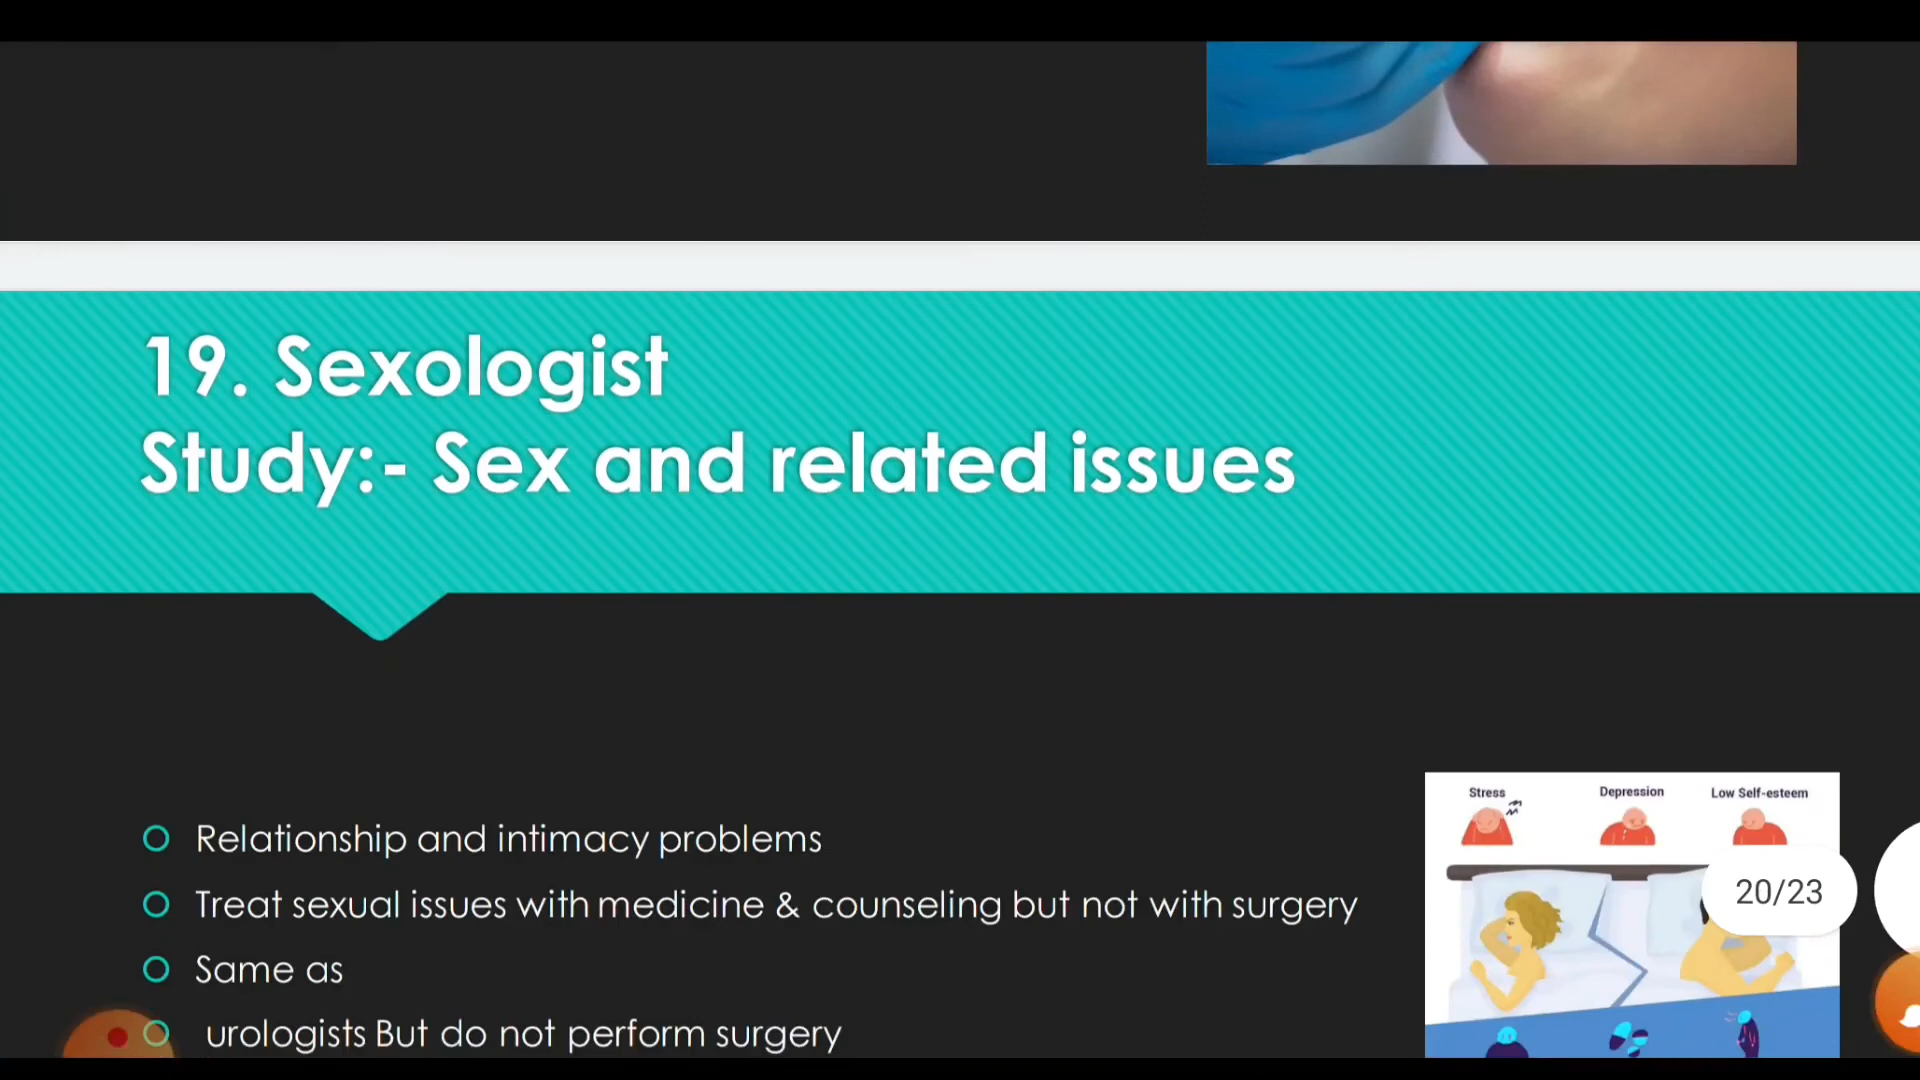 19. Sexologist
Study:- Sex and related issues
Relationship and intimacy problems
Treat sexual issues with medicine & counseling but not with surgery
Same as
urologists But do not perform surgery
Stress
Depression
Low Self-esteem
20/23